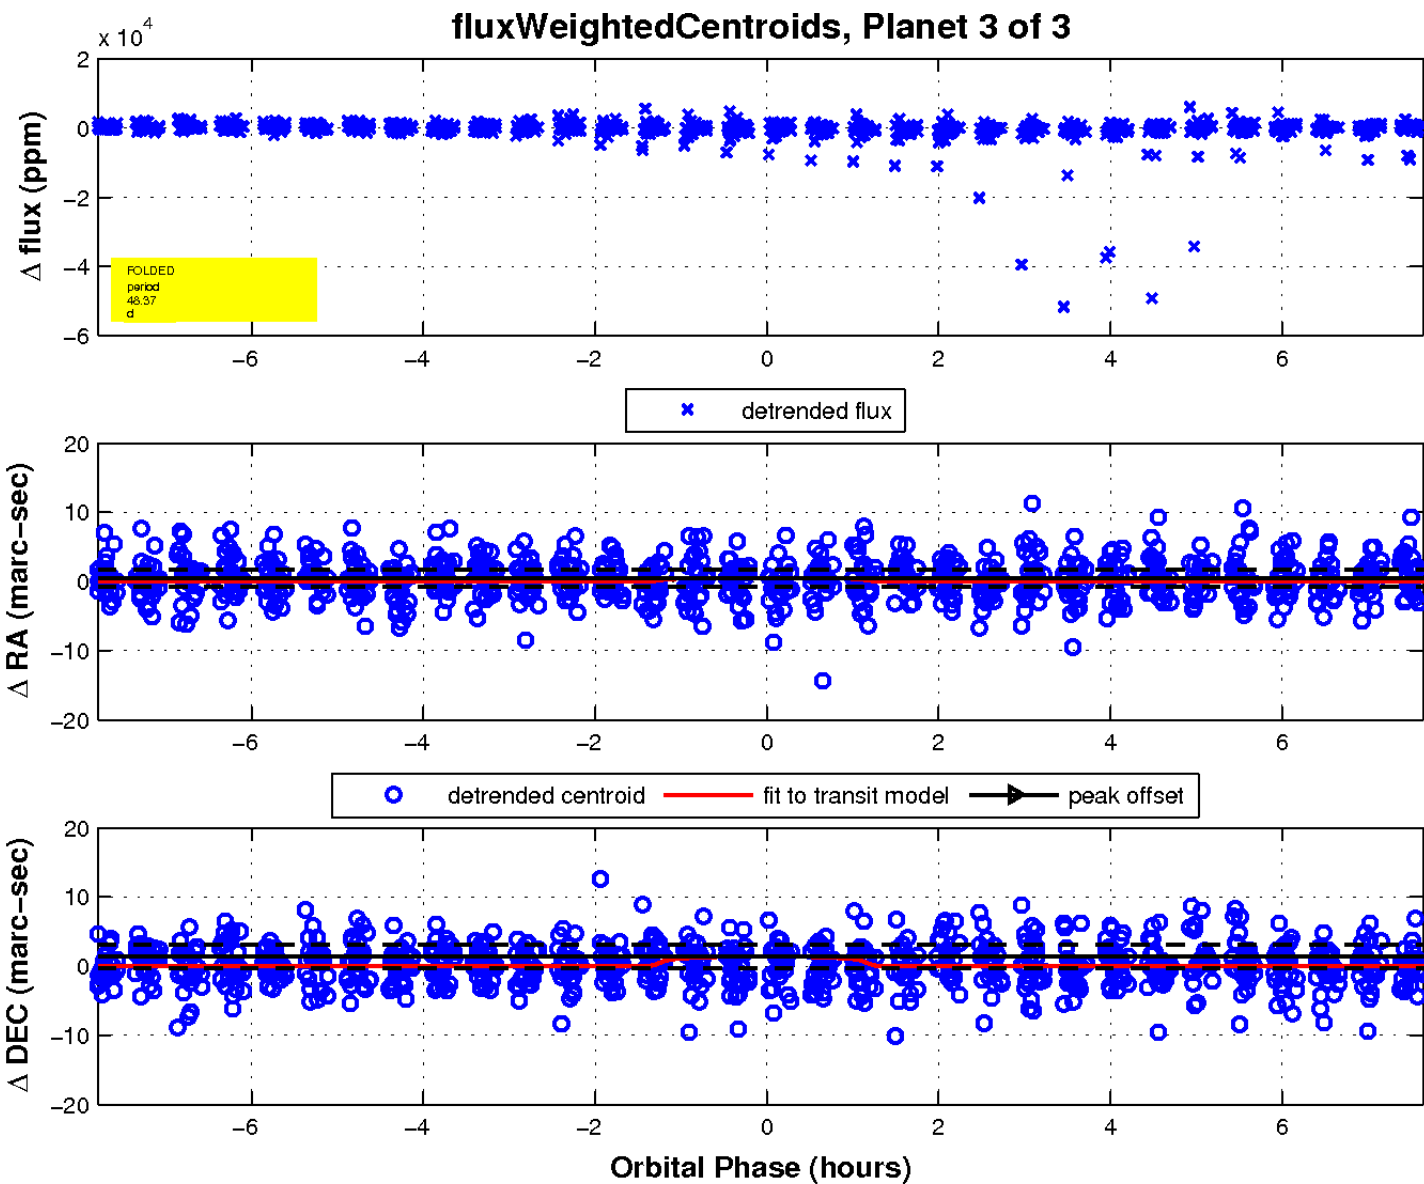 fluxWeightedCentroids, Planet 3 of 3
x 10^4
Δ flux (ppm)
2
0
−2
−4
−6
FOLDED
period
48.37
d
−6 −4 −2 0 2 4 6
detrended flux
Δ RA (marc−sec)
20
10
0
−10
−20
−6 −4 −2 0 2 4 6
detrended centroid fit to transit model peak offset
Δ DEC (marc−sec)
20
10
0
−10
−20
−6 −4 −2 0 2 4 6
Orbital Phase (hours)